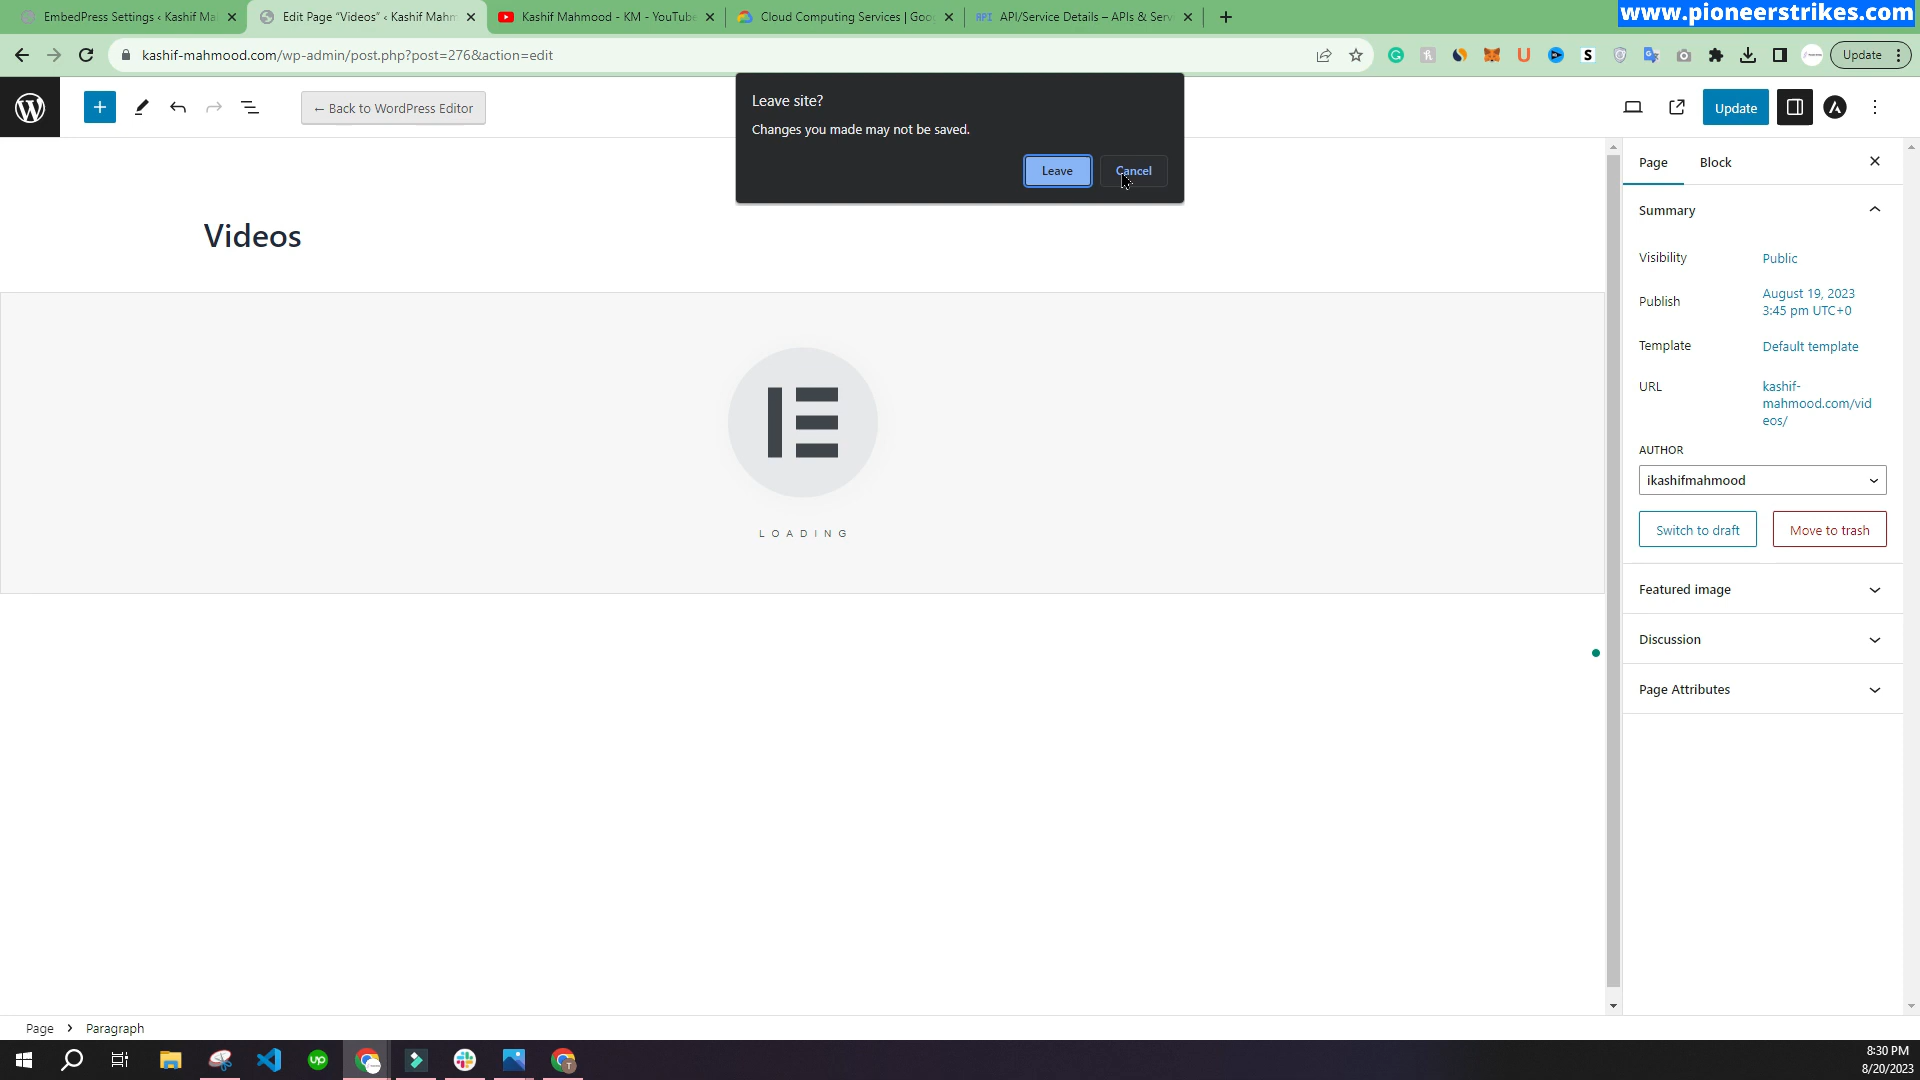 EmbedPress Settings ‹ Kashif Ma
Edit Page "Videos" ‹ Kashif Mahm
Kashif Mahmood - KM - YouTube
Cloud Computing Services | Goo
API API/Service Details – APIs & Serv
www.pioneerstrikes.com
kashif-mahmood.com/wp-admin/post.php?post=276&action=edit
Update
← Back to WordPress Editor
Leave site?
Changes you made may not be saved.
Leave
Cancel
Update
Page
Block
Summary
Videos
Visibility
Public
Publish
August 19, 2023
3:45 pm UTC+0
Template
Default template
URL
kashif-
mahmood.com/vid
eos/
AUTHOR
ikashifmahmood
Switch to draft
Move to trash
LOADING
Featured image
Discussion
Page Attributes
Page
Paragraph
8:30 PM
8/20/2023